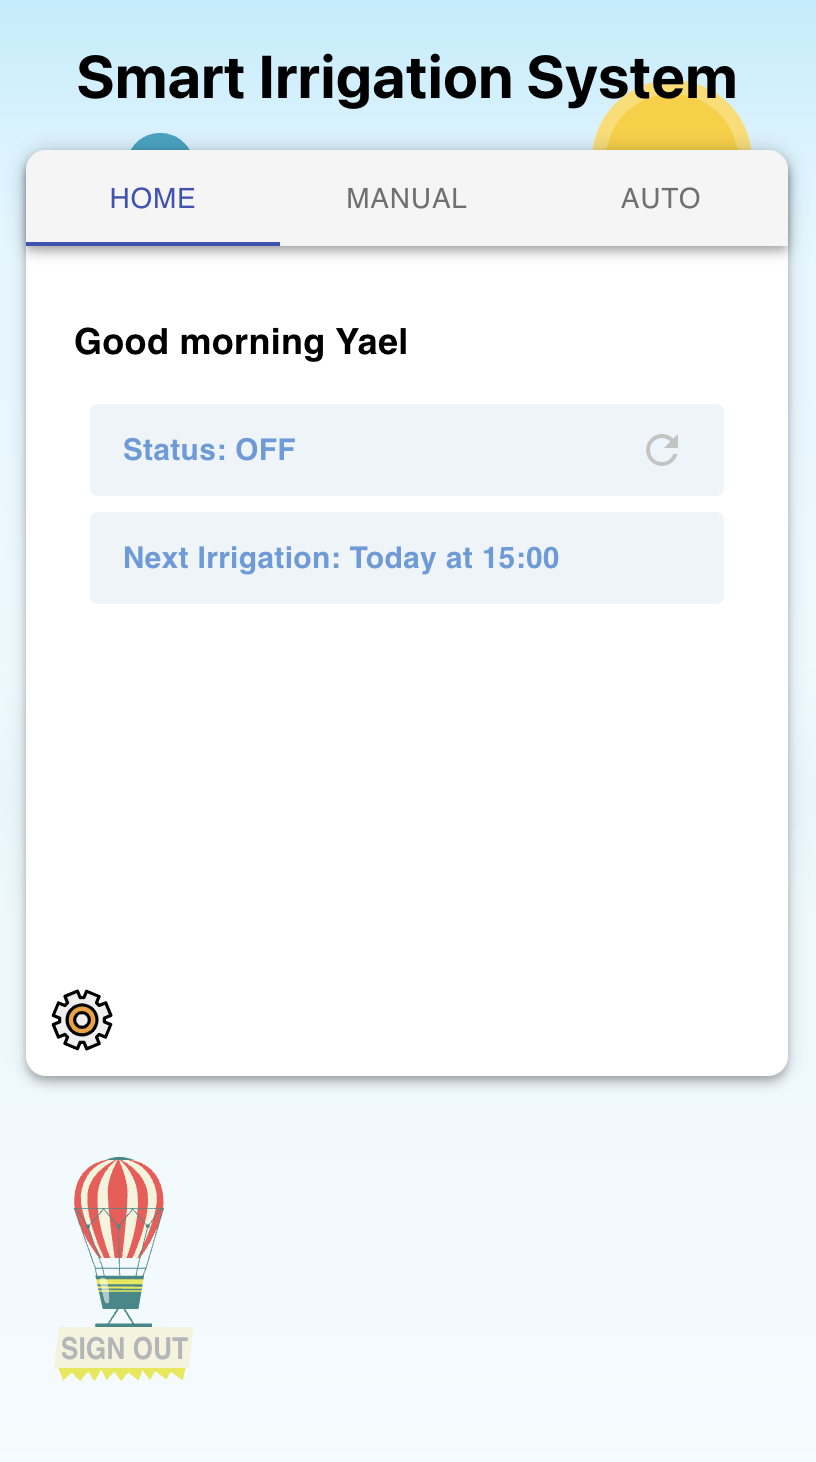 Smart Irrigation System
HOME MANUAL AUTO
Good morning Yael
Status: OFF
Next Irrigation: Today at 15:00
SIGN OUT